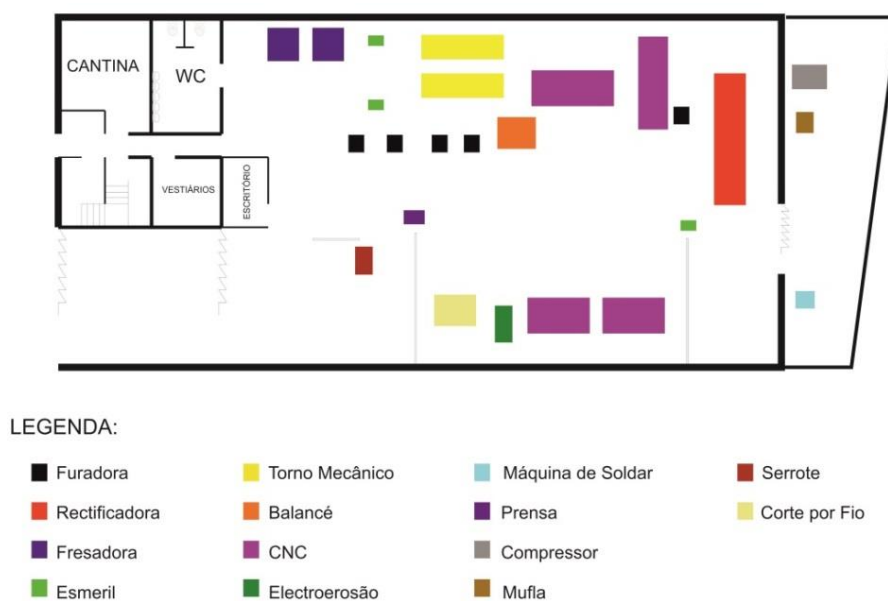 CANTINA
WC
VESTIÁRIOS
ESCRITÓRIO
LEGENDA:
Furadora
Torno Mecânico
Máquina de Soldar
Serrote
Rectificadora
Balancé
Prensa
Corte por Fio
Fresadora
CNC
Compressor
Esmeril
Electroerosão
Mufla